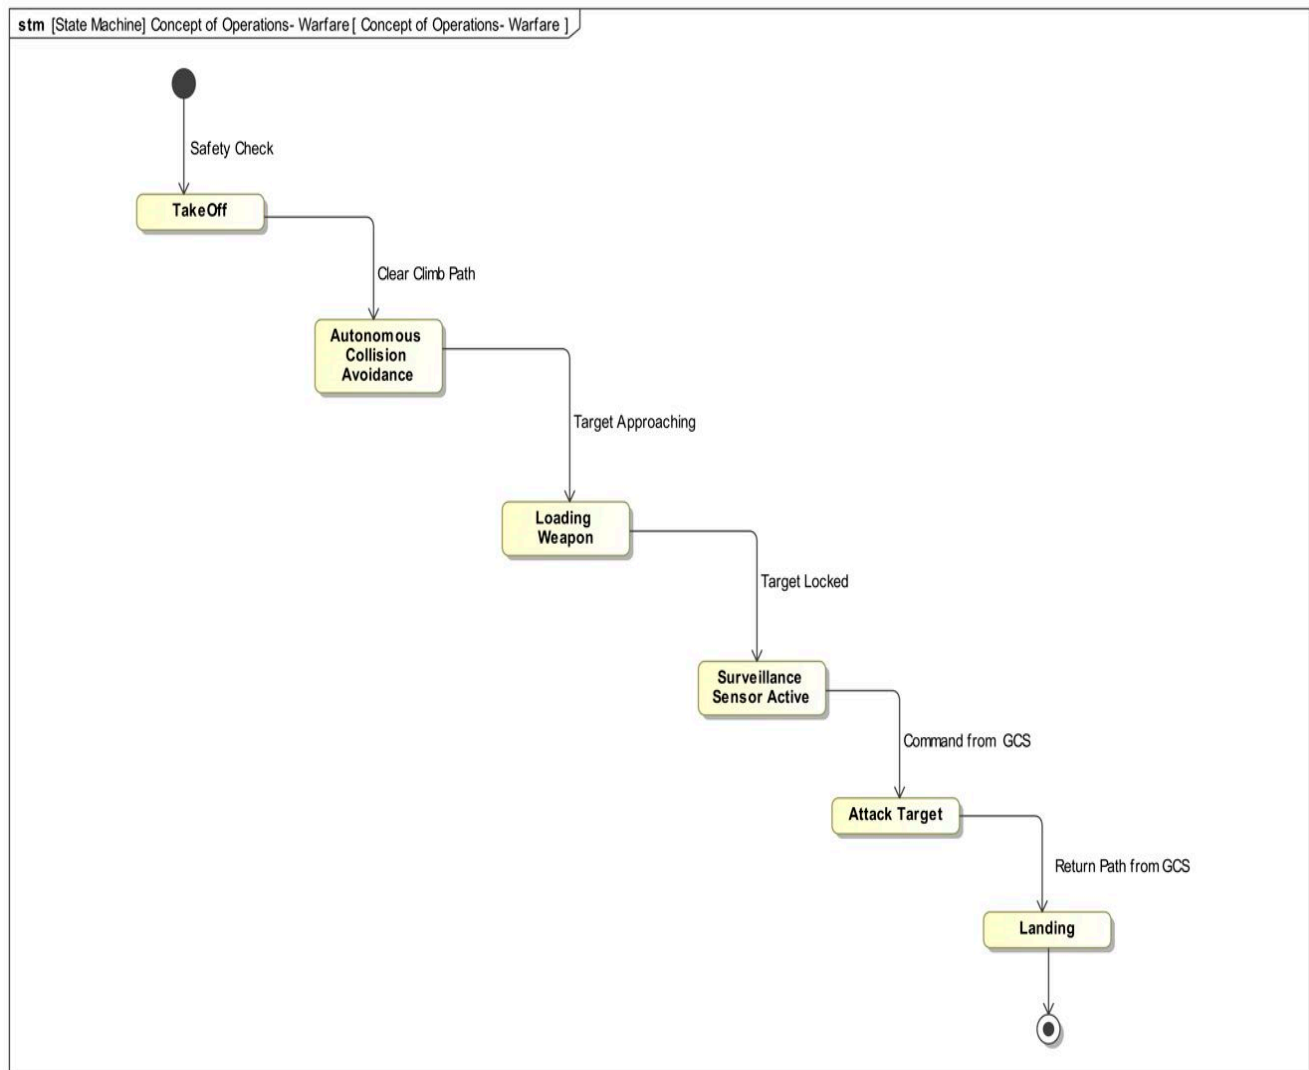 stm [State Machine] Concept of Operations- Warfare [ Concept of Operations- Warfare ]
Safety Check
TakeOff
Clear Climb Path
Autonomous
Collision
Avoidance
Target Approaching
Loading
Weapon
Target Locked
Surveillance
Sensor Active
Command from GCS
Attack Target
Return Path from GCS
Landing